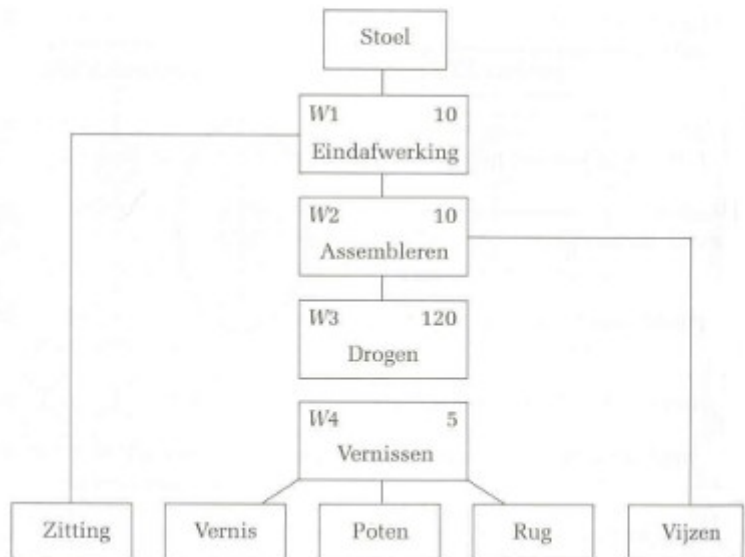 Stoel
W1 10
Eindafwerking
W2 10
Assembleren
W3 120
Drogen
W4 5
Vernissen
Zitting Vernis Poten Rug Vijzen